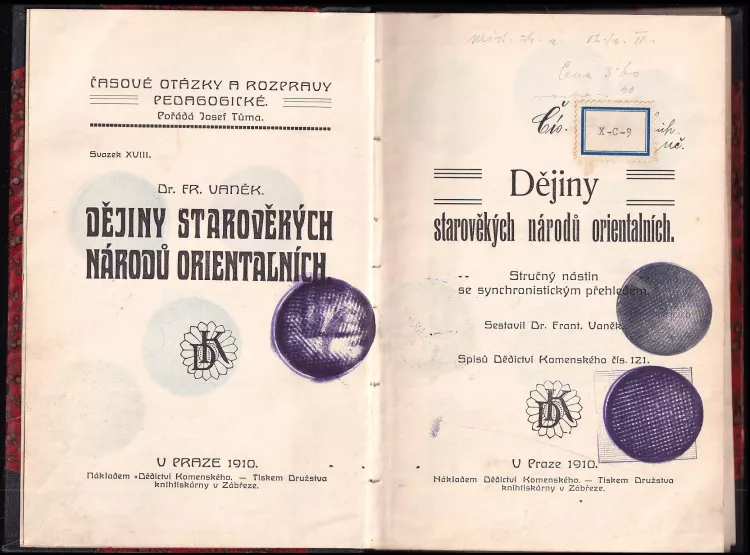 ČASOVÉ OTÁZKY A ROZPRAVY
PEDAGOGICKÉ.
Pořádá Josef Tůma.
Svazek XVIII.
Dr. FR. VANĚK.
DĚJINY STAROVĚKÝCH
NÁRODŮ ORIENTALNÍCH.
DK
V PRAZE 1910.
Nákladem »Dědictví Komenského. — Tiskem Družstva
knihtiskárny v Zábřeze.
Cena
Čís.
X-C-9
Dějiny
starověkých národů orientalních.
Stručný nástin
se synchronistickým přehledem.
Sestavil Dr. Frant. Vaněk.
Spisů Dědictví Komenského čís. 121.
DK
V Praze 1910.
Nákladem Dědictví Komenského. — Tiskem Družstva
knihtiskárny v Zábřeze.